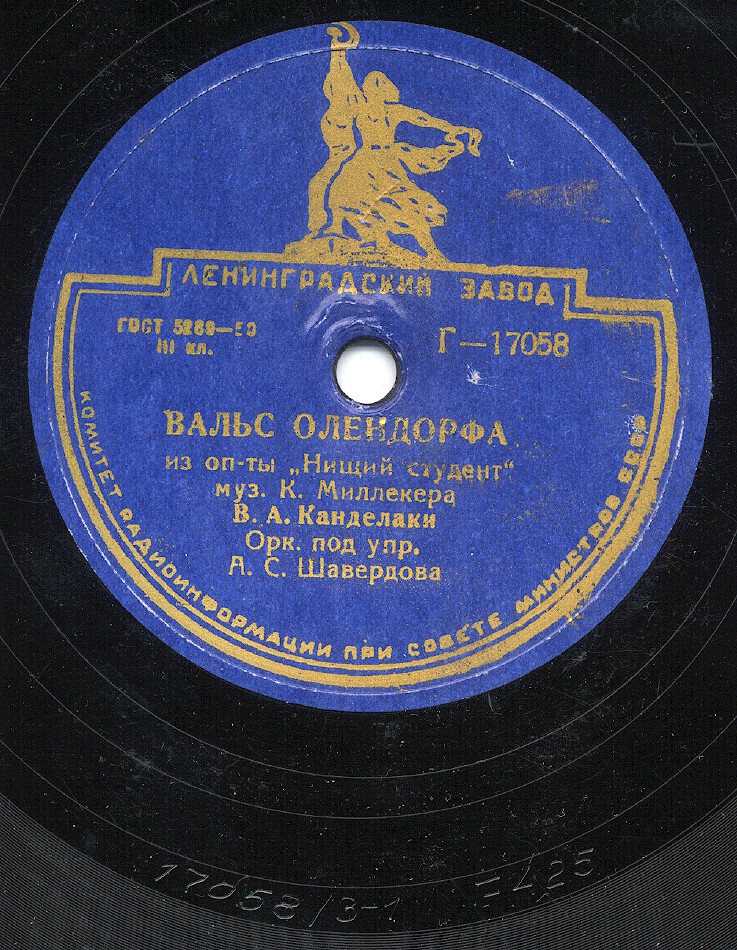 ЛЕНИНГРАДСКИЙ ЗАВОД
ГОСТ 5289—50
III кл.
Г—17058
ВАЛЬС ОЛЕНДОРФА
из оп-ты „Нищий студент“
муз. К. Миллекера
В. А. Канделаки
Орк. под упр.
А. С. Шавердова
КОМИТЕТ РАДИОИНФОРМАЦИИ ПРИ СОВЕТЕ МИНИСТРОВ СССР
17058/3-1